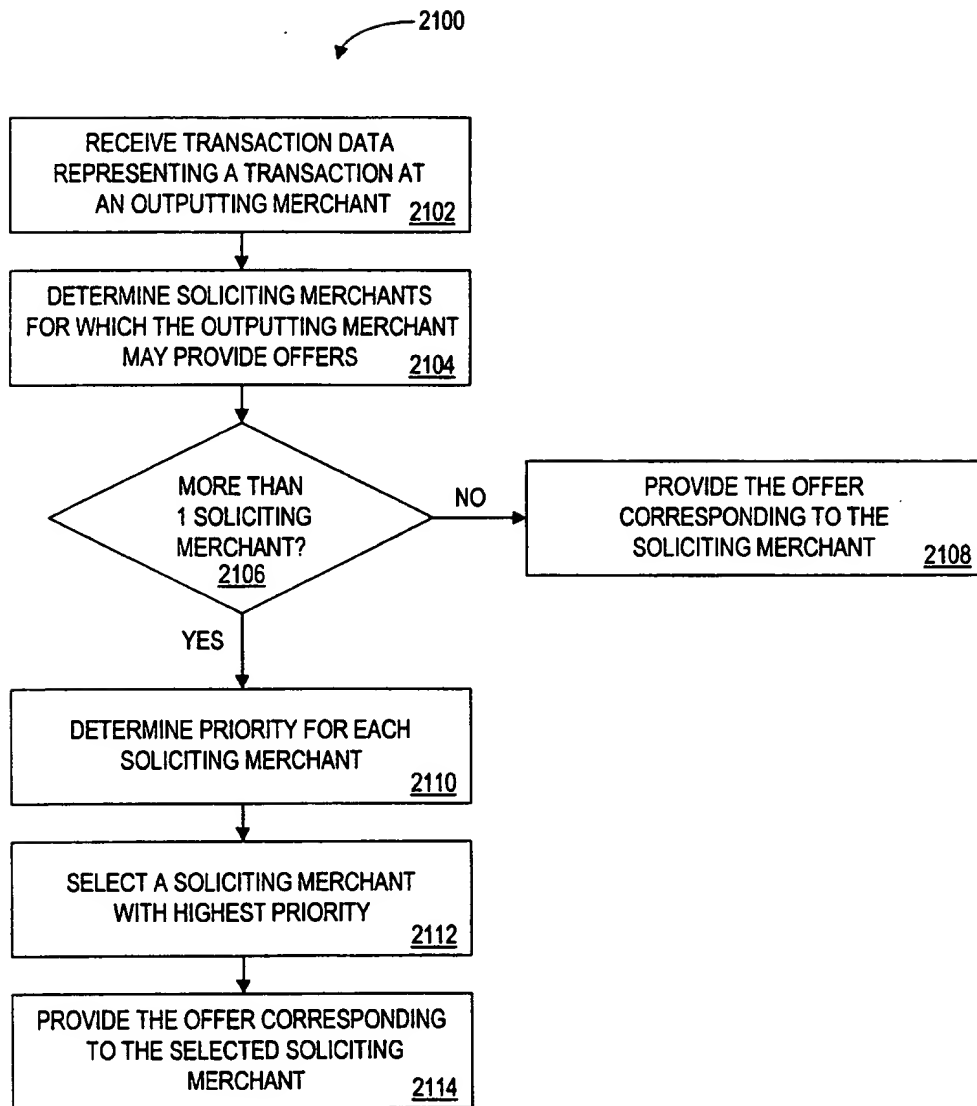 2100
RECEIVE TRANSACTION DATA
REPRESENTING A TRANSACTION AT
AN OUTPUTTING MERCHANT
2102
DETERMINE SOLICITING MERCHANTS
FOR WHICH THE OUTPUTTING MERCHANT
MAY PROVIDE OFFERS
2104
MORE THAN
1 SOLICITING
MERCHANT?
2106
NO
PROVIDE THE OFFER
CORRESPONDING TO THE
SOLICITING MERCHANT
2108
YES
DETERMINE PRIORITY FOR EACH
SOLICITING MERCHANT
2110
SELECT A SOLICITING MERCHANT
WITH HIGHEST PRIORITY
2112
PROVIDE THE OFFER CORRESPONDING
TO THE SELECTED SOLICITING
MERCHANT
2114